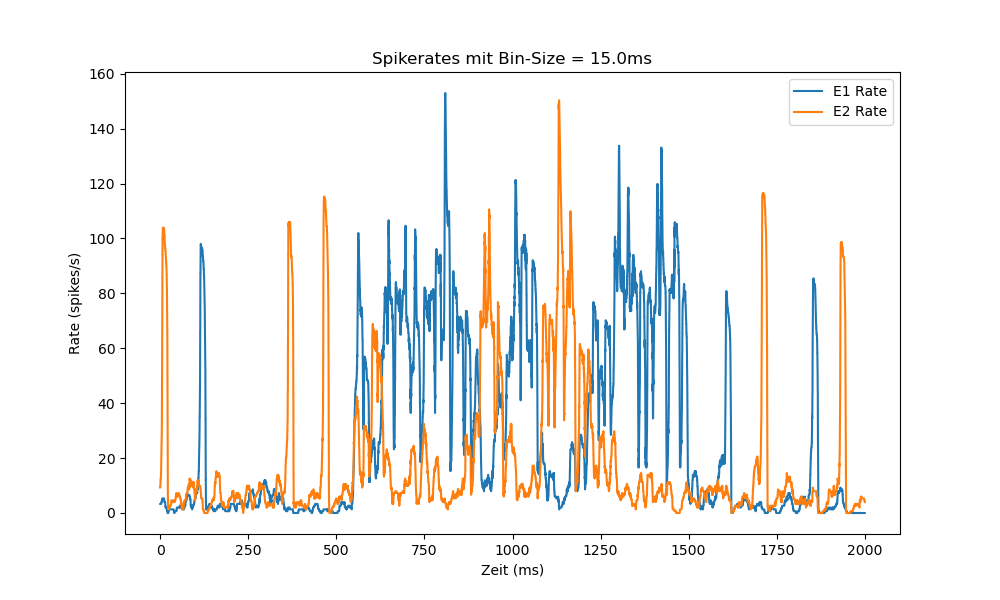 Spikerates mit Bin-Size = 15.0ms
E1 Rate
E2 Rate
160
140
120
100
80
60
40
20
0
Rate (spikes/s)
0 250 500 750 1000 1250 1500 1750 2000
Zeit (ms)